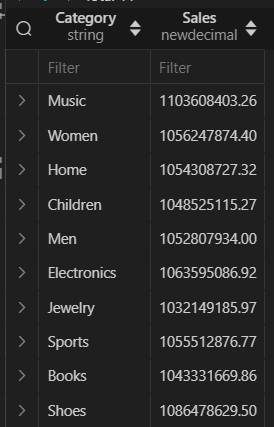 Category Sales
string newdecimal
Filter Filter
Music 1103608403.26
Women 1056247874.40
Home 1054308727.32
Children 1048525115.27
Men 1052807934.00
Electronics 1063595086.92
Jewelry 1032149185.97
Sports 1055512876.77
Books 1043331669.86
Shoes 1086478629.50